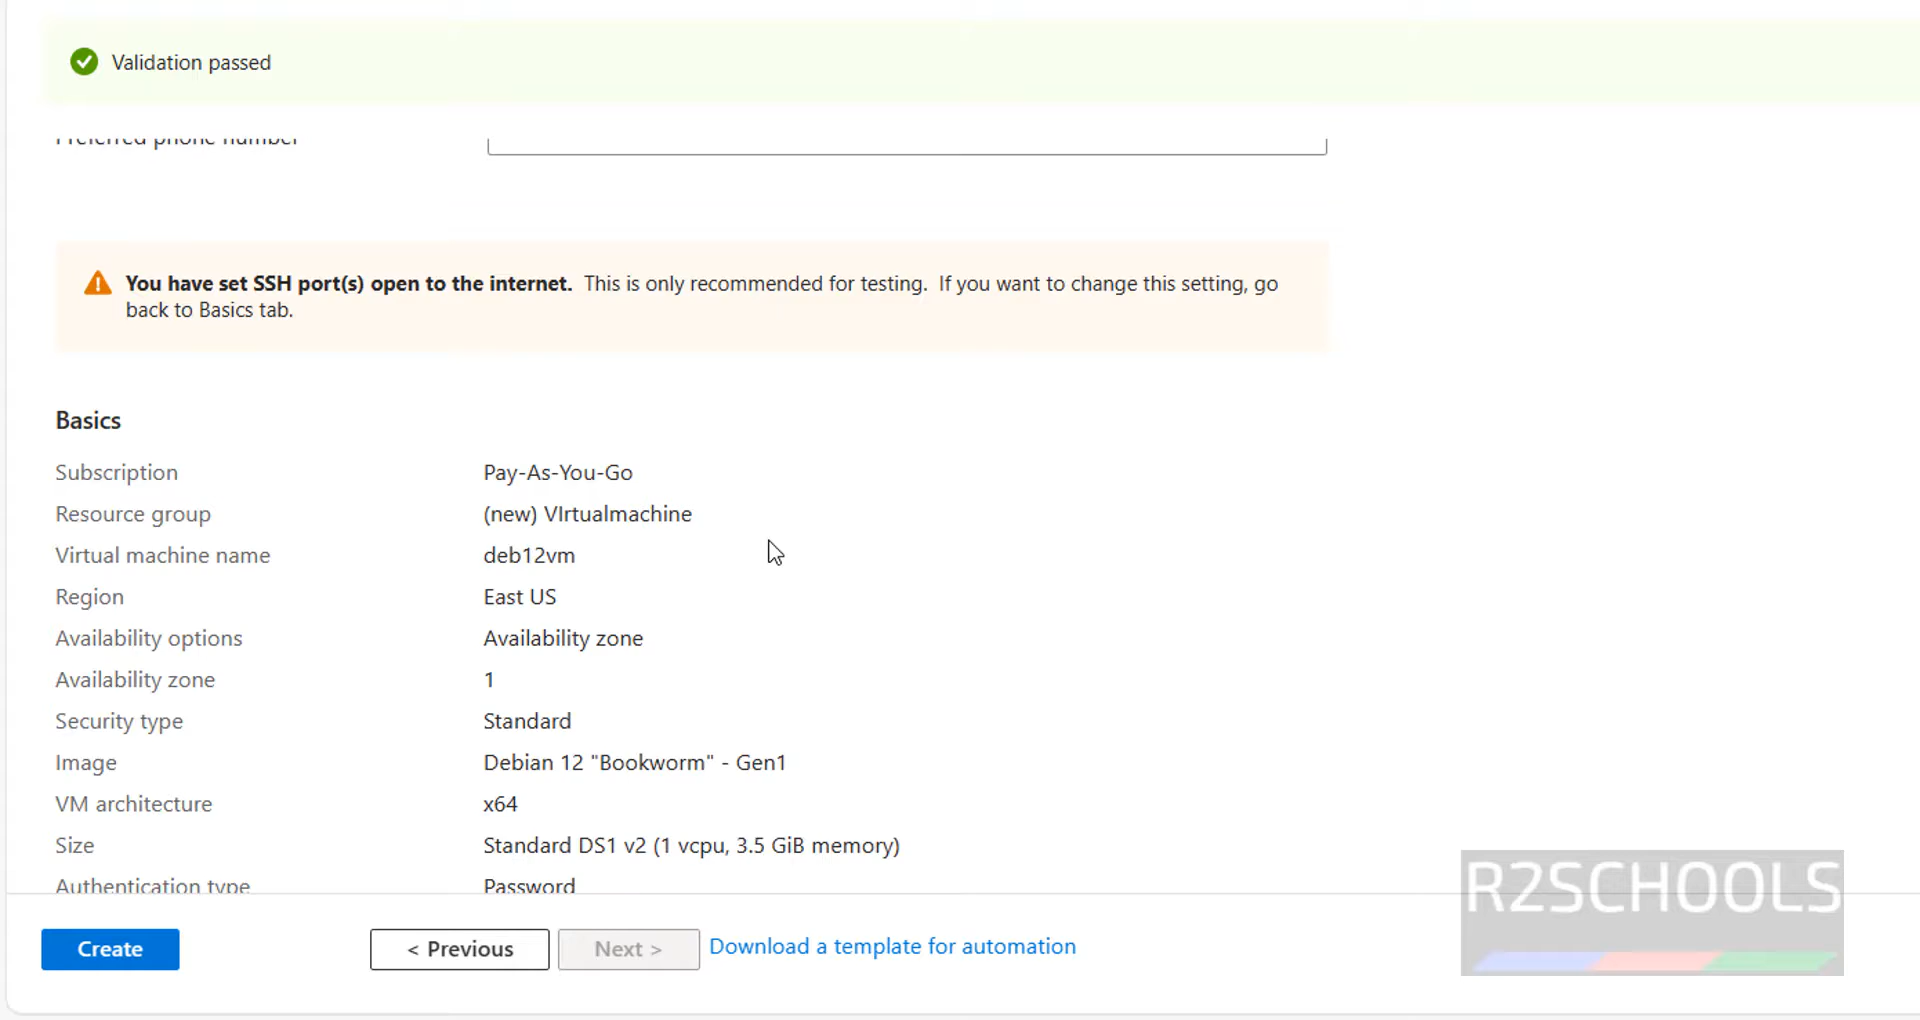 Validation passed
Preferred phone number
You have set SSH port(s) open to the internet. This is only recommended for testing. If you want to change this setting, go
back to Basics tab.
Basics
Subscription Pay-As-You-Go
Resource group (new) VIrtualmachine
Virtual machine name deb12vm
Region East US
Availability options Availability zone
Availability zone 1
Security type Standard
Image Debian 12 "Bookworm" - Gen1
VM architecture x64
Size Standard DS1 v2 (1 vcpu, 3.5 GiB memory)
Authentication type Password
Create < Previous Next > Download a template for automation
R2SCHOOLS